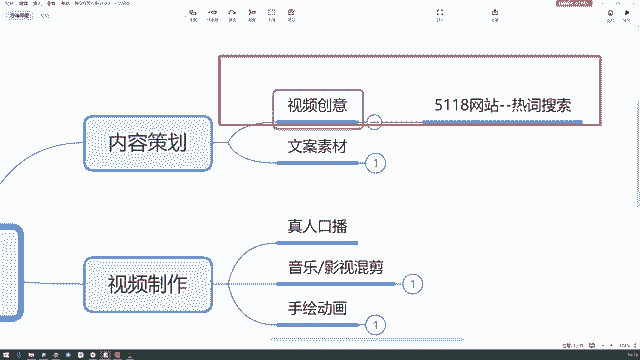 视频创意
5118网站--热词搜索
内容策划
文案素材
1
真人口播
音乐/影视混剪
1
视频制作
手绘动画
1